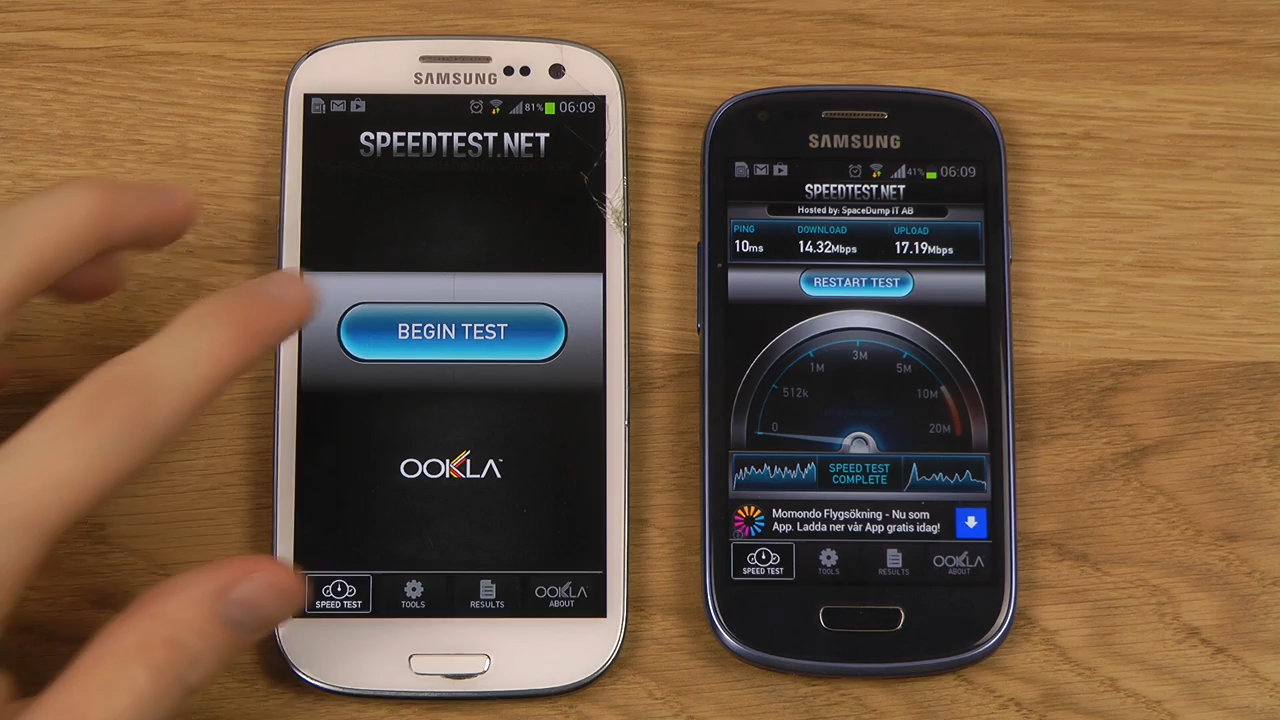 SAMSUNG
81% 06:09
SPEEDTEST.NET
BEGIN TEST
OOKLA™
SPEED TEST
TOOLS
RESULTS
OOKLA
ABOUT
SAMSUNG
41% 06:09
SPEEDTEST.NET
Hosted by: SpaceDump IT AB
PING DOWNLOAD UPLOAD
10ms 14.32Mbps 17.19Mbps
RESTART TEST
3M
1M 5M
512k 10M
0 20M
SPEED TEST
COMPLETE
Momondo Flygsökning - Nu som
App. Ladda ner vår App gratis idag!
SPEED TEST
TOOLS
RESULTS
OOKLA
ABOUT